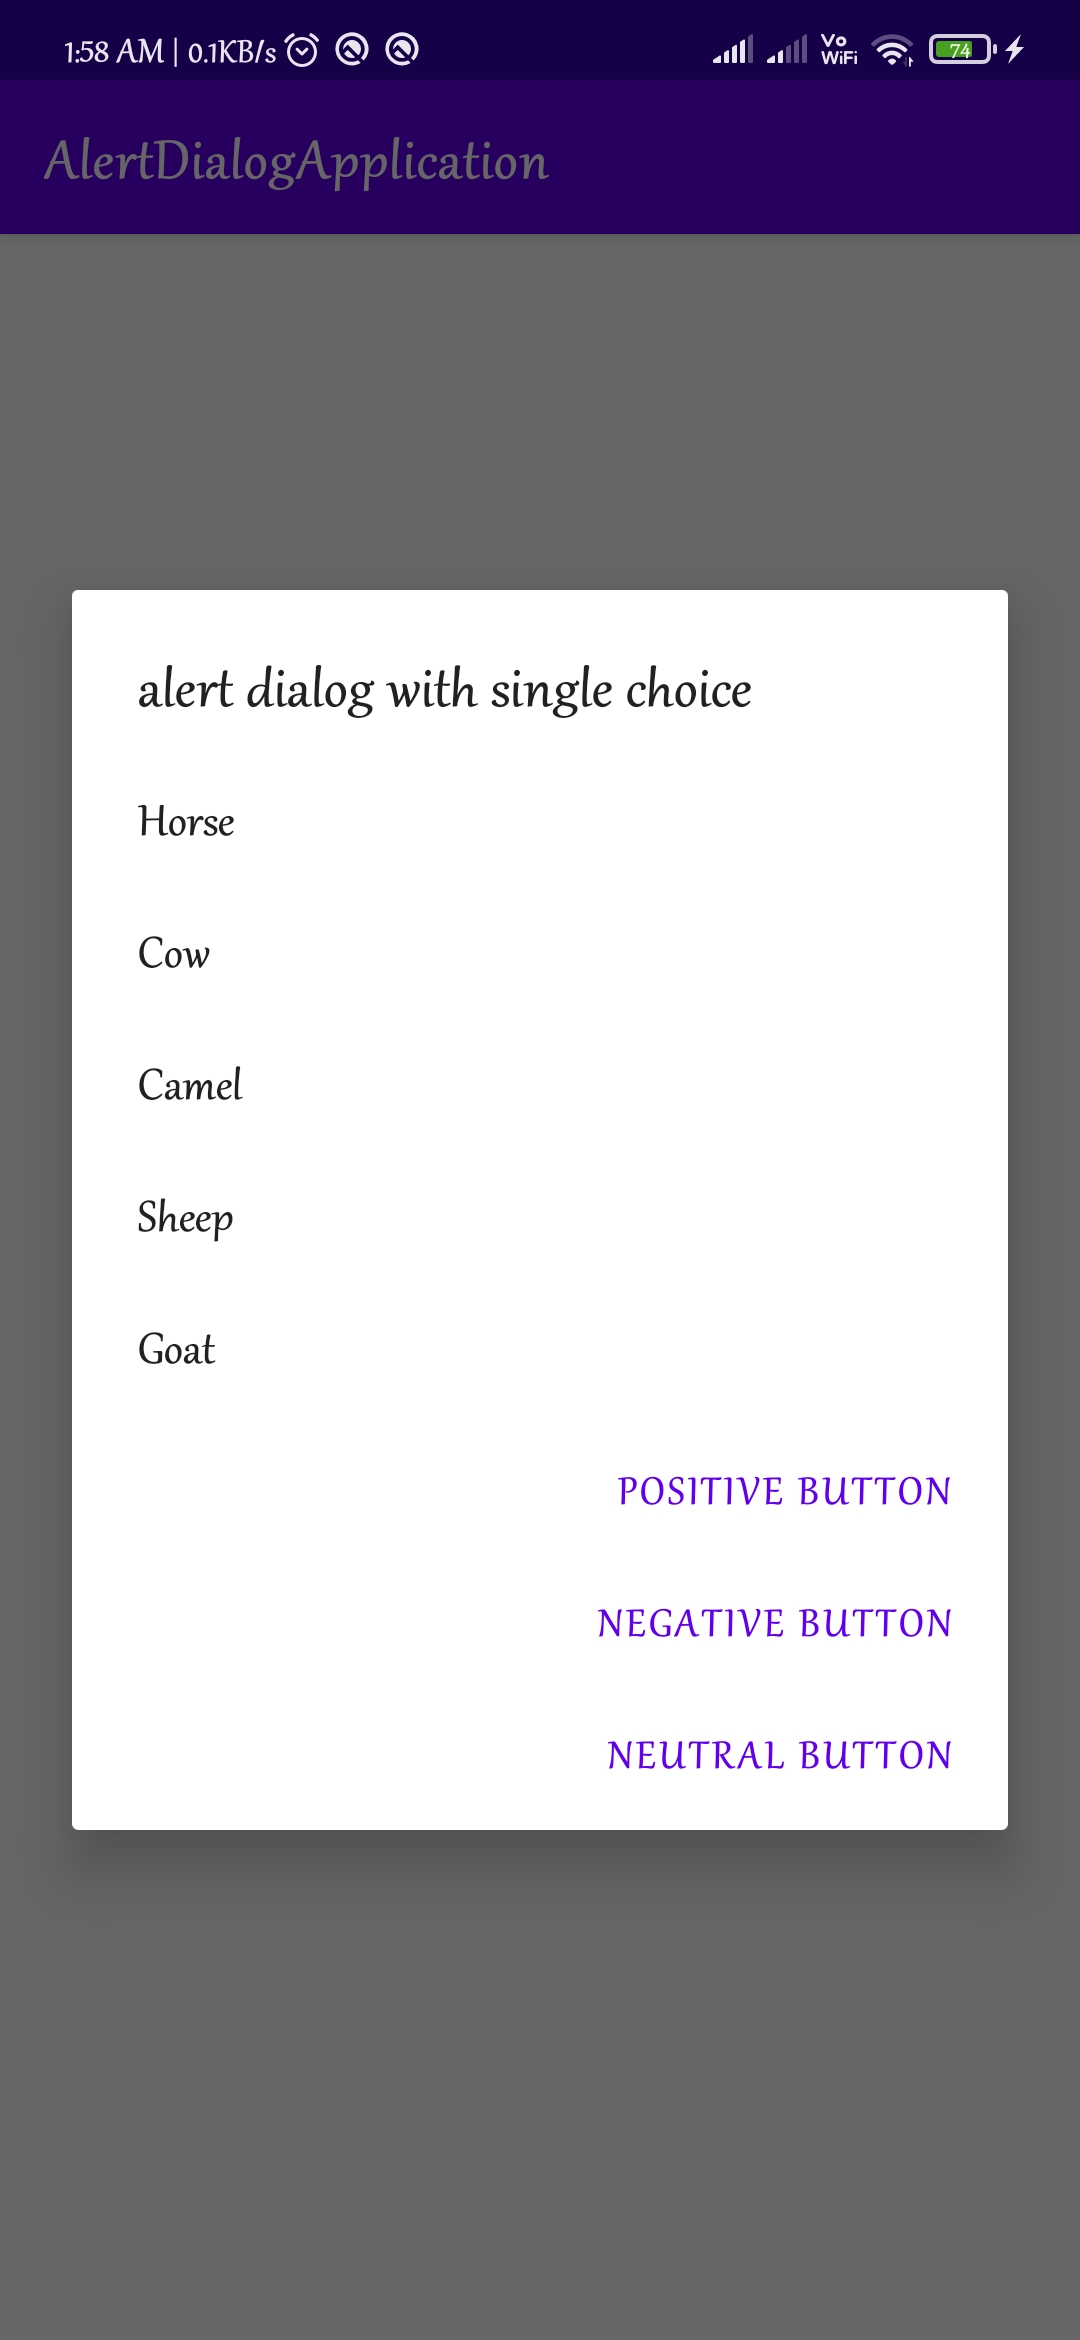 1:58 AM | 0.1KB/s Vo WiFi 74
AlertDialogApplication
alert dialog with single choice
Horse
Cow
Camel
Sheep
Goat
POSITIVE BUTTON
NEGATIVE BUTTON
NEUTRAL BUTTON